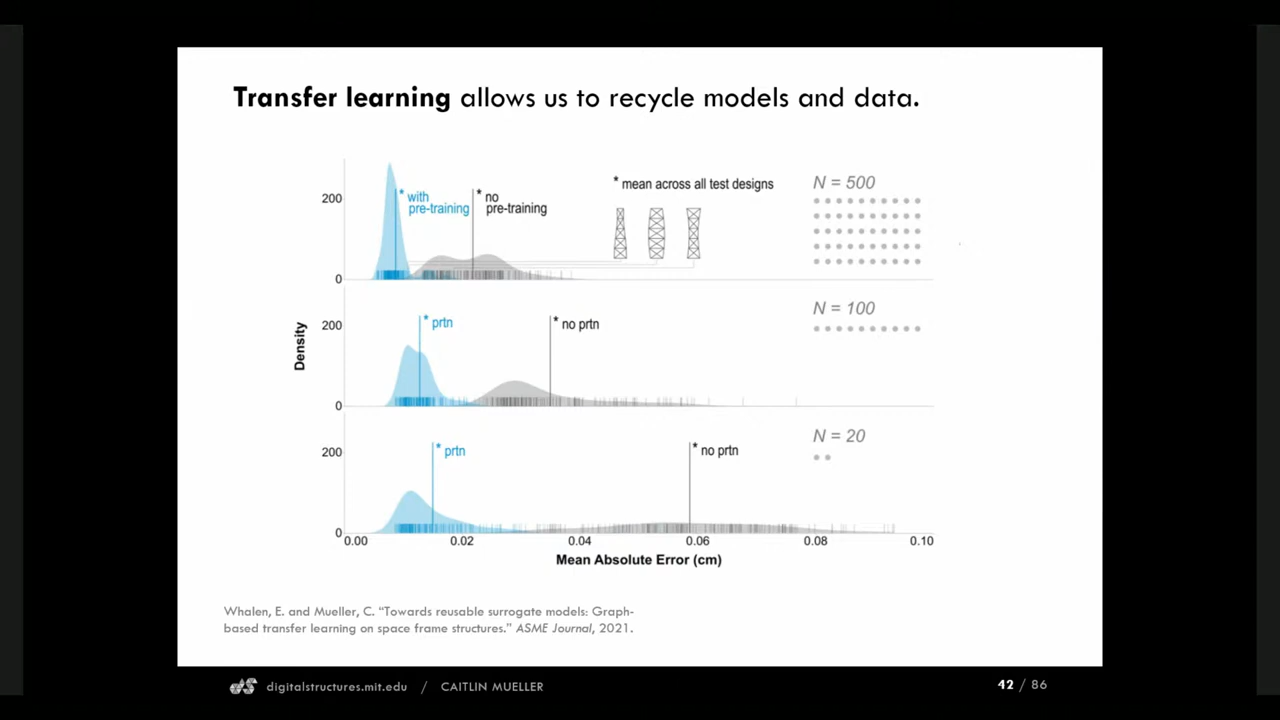 Transfer learning allows us to recycle models and data.
200
* with
pre-training
* no
pre-training
* mean across all test designs
N = 500
0
Density
200
* prtn
* no prtn
N = 100
0
200
* prtn
* no prtn
N = 20
0
0.00
0.02
0.04
0.06
0.08
0.10
Mean Absolute Error (cm)
Whalen, E. and Mueller, C. “Towards reusable surrogate models: Graph-
based transfer learning on space frame structures.” ASME Journal, 2021.
digitalstructures.mit.edu / CAITLIN MUELLER
42 / 86